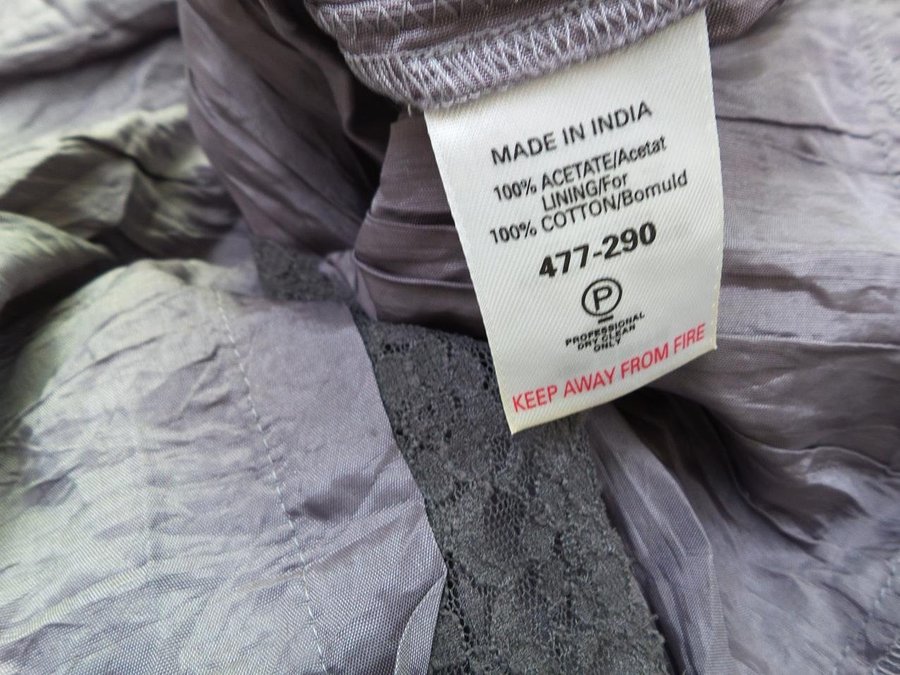 MADE IN INDIA
100% ACETATE/Acetat
LINING/For
100% COTTON/Bomuld
477-290
P
PROFESSIONAL
DRY CLEAN
ONLY
KEEP AWAY FROM FIRE